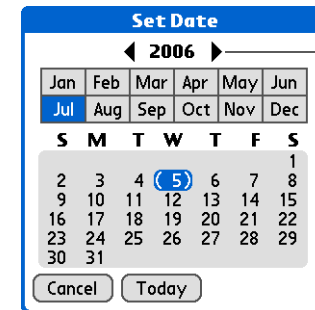 Set Date
2006
Jan Feb Mar Apr May Jun
Jul Aug Sep Oct Nov Dec
S M T W T F S
1
2 3 4 5 6 7 8
9 10 11 12 13 14 15
16 17 18 19 20 21 22
23 24 25 26 27 28 29
30 31
Cancel Today